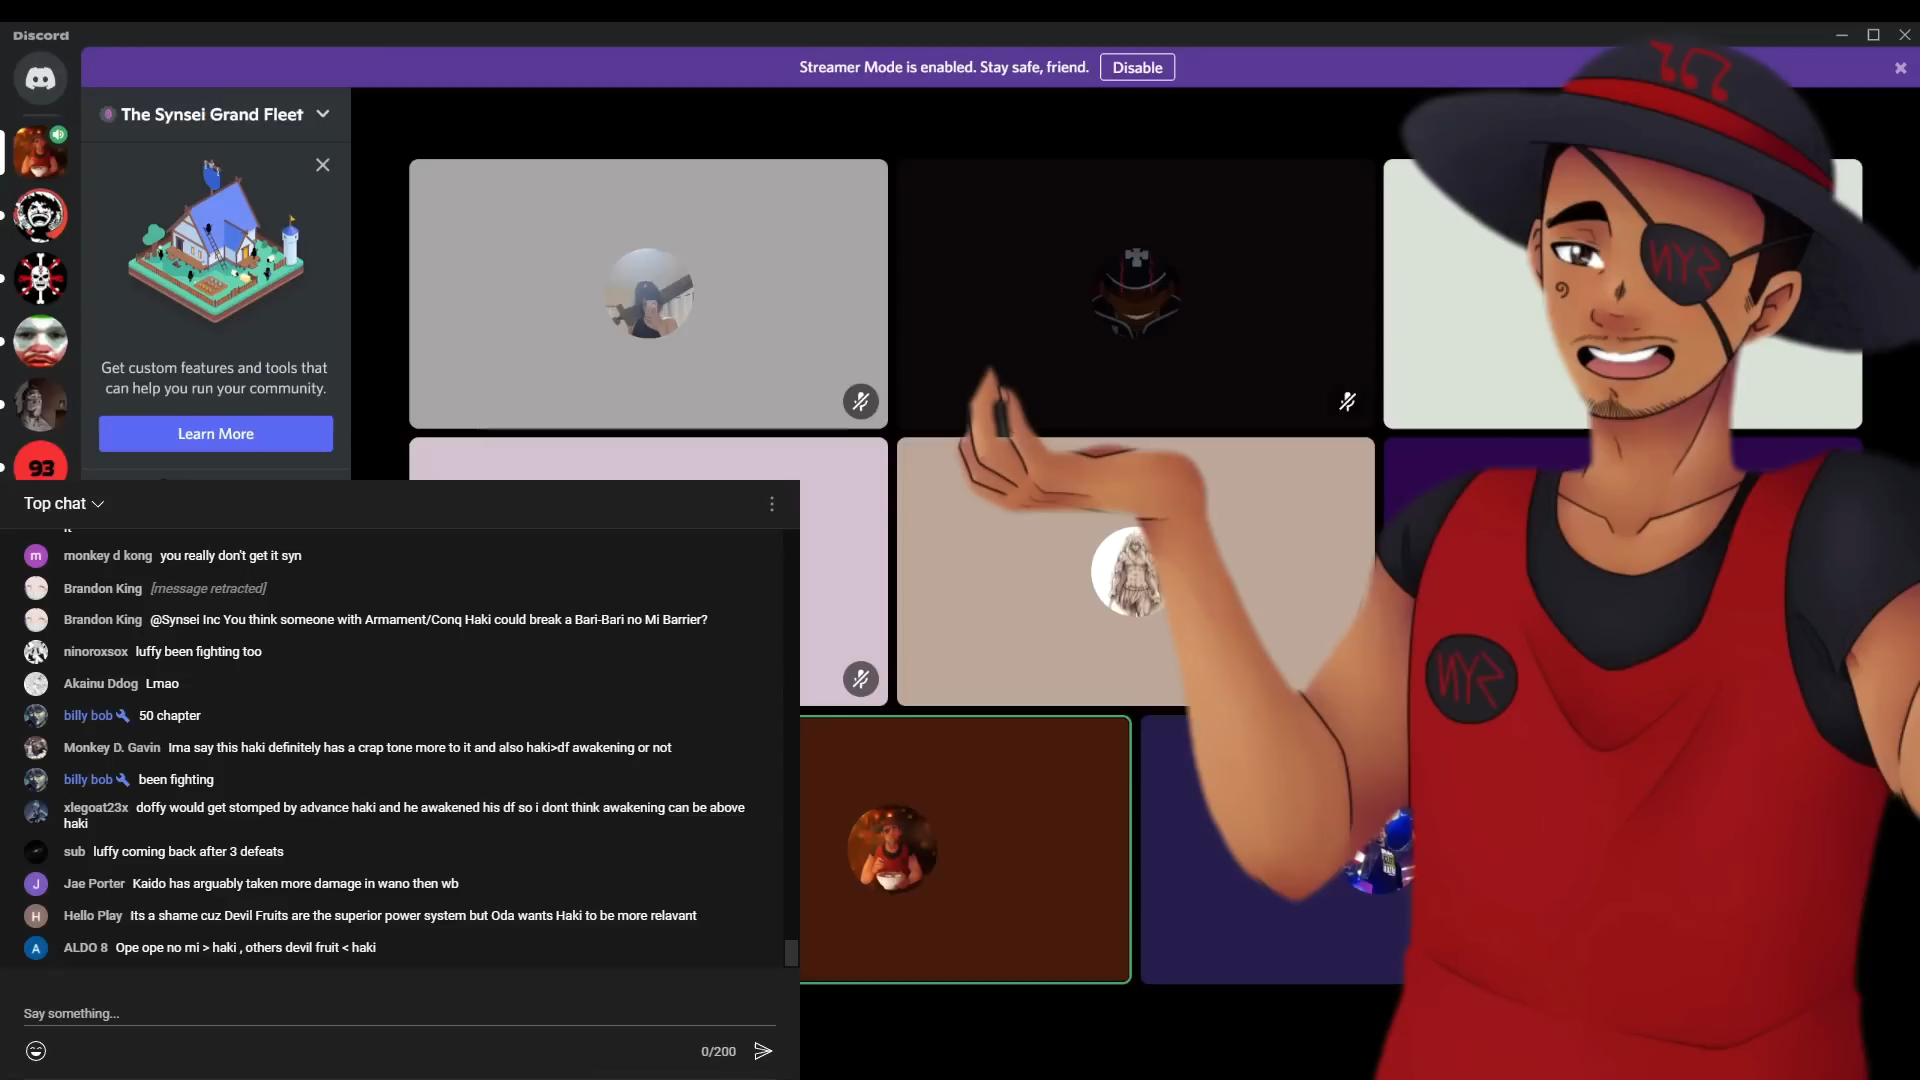 Discord
Streamer Mode is enabled. Stay safe, friend.
Disable
The Synsei Grand Fleet
Get custom features and tools that
can help you run your community.
Learn More
93
Top chat
it
monkey d kong you really don't get it syn
Brandon King [message retracted]
Brandon King @Synsei Inc You think someone with Armament/Conq Haki could break a Bari-Bari no Mi Barrier?
ninoroxsox luffy been fighting too
Akainu Ddog Lmao
billy bob 50 chapter
Monkey D. Gavin Ima say this haki definitely has a crap tone more to it and also haki>df awakening or not
billy bob been fighting
xlegoat23x doffy would get stomped by advance haki and he awakened his df so i dont think awakening can be above
haki
sub luffy coming back after 3 defeats
J Jae Porter Kaido has arguably taken more damage in wano then wb
H Hello Play Its a shame cuz Devil Fruits are the superior power system but Oda wants Haki to be more relavant
A ALDO 8 Ope ope no mi > haki , others devil fruit < haki
Say something...
0/200